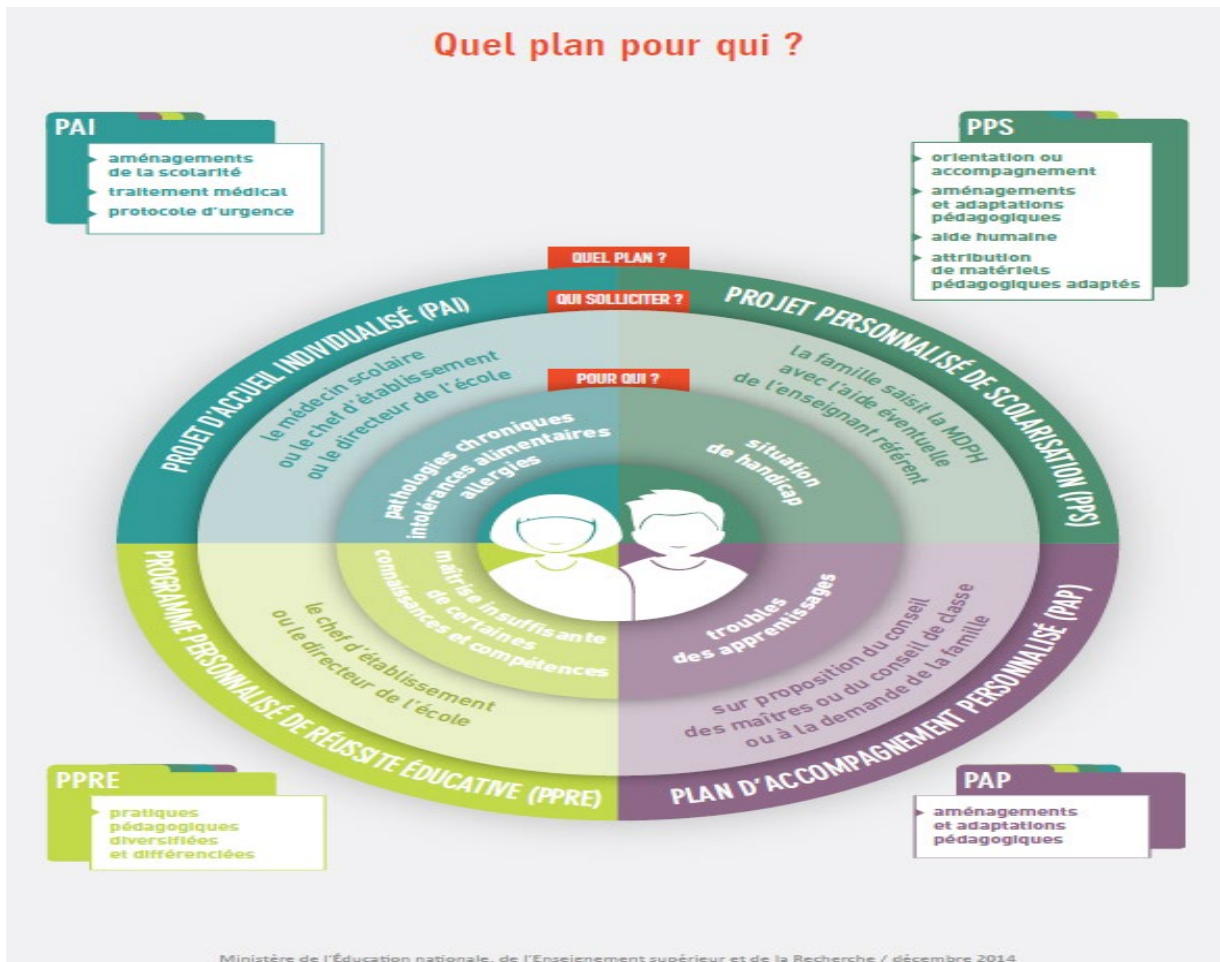 Quel plan pour qui ?
PAI
aménagements
de la scolarité
traitement médical
protocole d'urgence
PPS
orientation ou
accompagnement
aménagements
et adaptations
pédagogiques
aide humaine
attribution
de matériels
pédagogiques adaptés
QUEL PLAN ?
QUI SOLLICITER ?
POUR QUI ?
PROJET D'ACCUEIL INDIVIDUALISÉ (PAI)
le médecin scolaire
ou le chef d'établissement
ou le directeur de l'école
pathologies chroniques
intolérances alimentaires
allergies
PROJET PERSONNALISÉ DE SCOLARISATION (PPS)
la famille saisit la MDPH
avec l'aide éventuelle
de l'enseignant référent
situation
de handicap
PROGRAMME PERSONNALISÉ DE RÉUSSITE ÉDUCATIVE (PPRE)
le chef d'établissement
ou le directeur de l'école
maîtrise insuffisante
de certaines
connaissances et compétences
PLAN D'ACCOMPAGNEMENT PERSONNALISÉ (PAP)
sur proposition du conseil
des maîtres ou du conseil de classe
ou à la demande de la famille
troubles
des apprentissages
PPRE
pratiques
pédagogiques
diversifiées
et différenciées
PAP
aménagements
et adaptations
pédagogiques
Ministère de l'Éducation nationale, de l'Enseignement supérieur et de la Recherche / décembre 2014